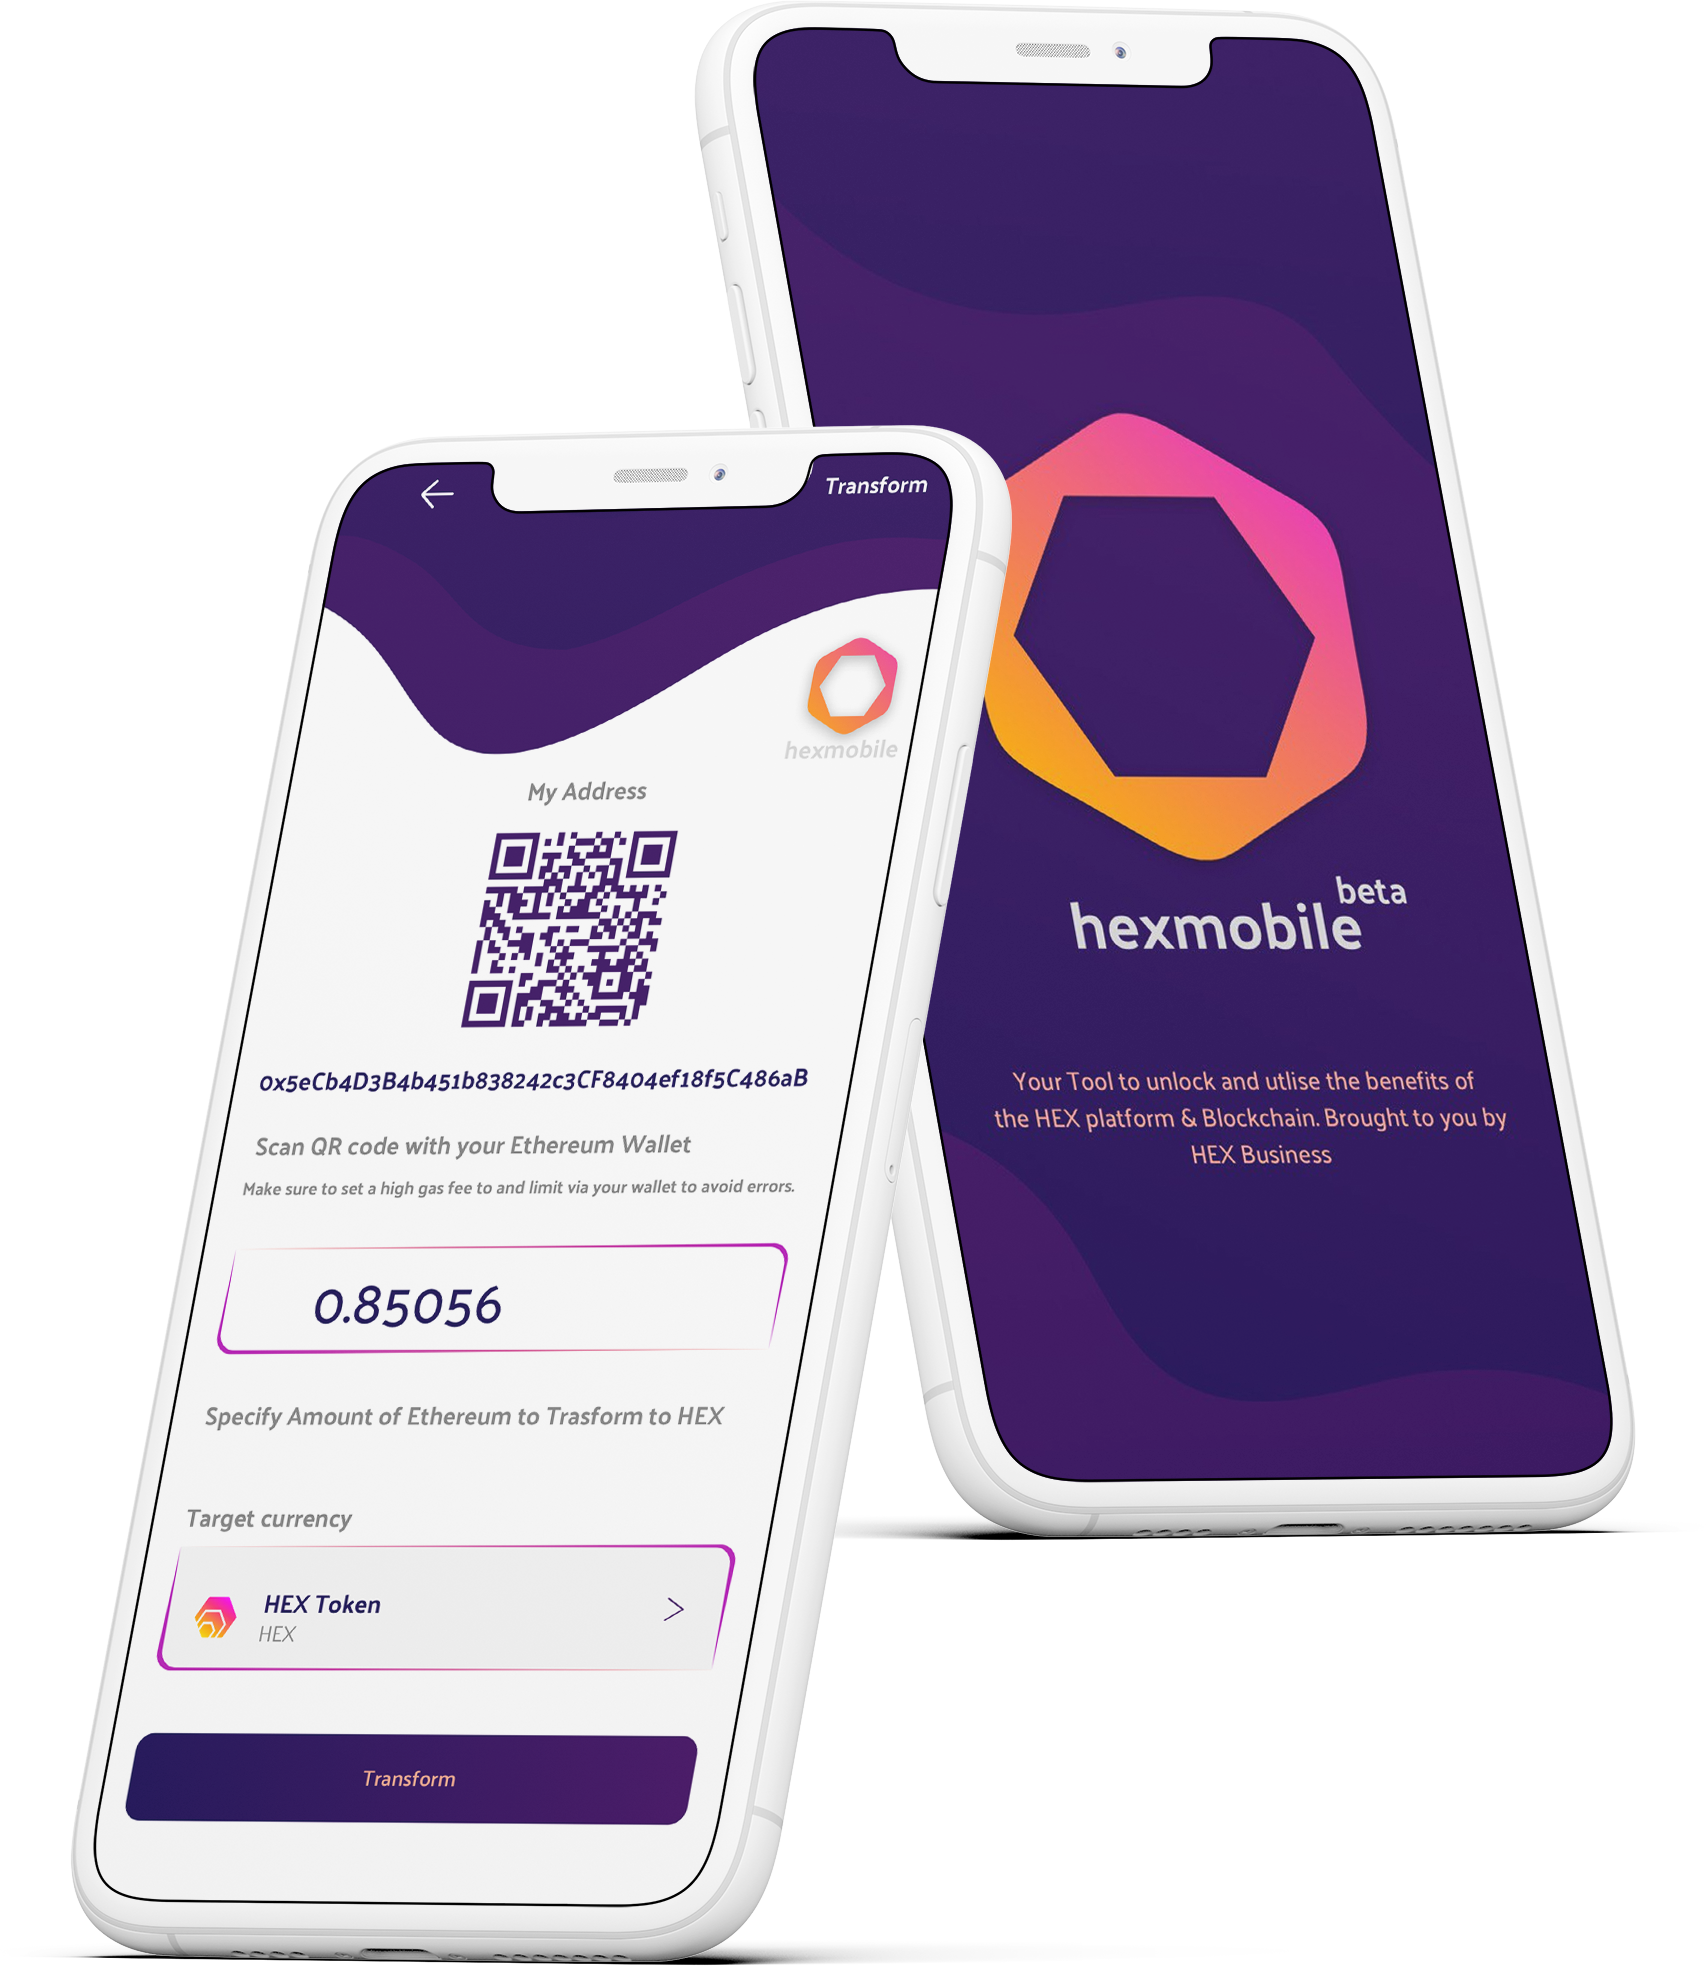 Transform
hexmobile
My Address
0x5eCb4D3B4b451b838242c3CF8404ef18f5C486aB
Scan QR code with your Ethereum Wallet
Make sure to set a high gas fee to and limit via your wallet to avoid errors.
0.85056
Specify Amount of Ethereum to Trasform to HEX
Target currency
HEX Token
HEX
Transform
hexmobile beta
Your Tool to unlock and utlise the benefits of
the HEX platform & Blockchain. Brought to you by
HEX Business